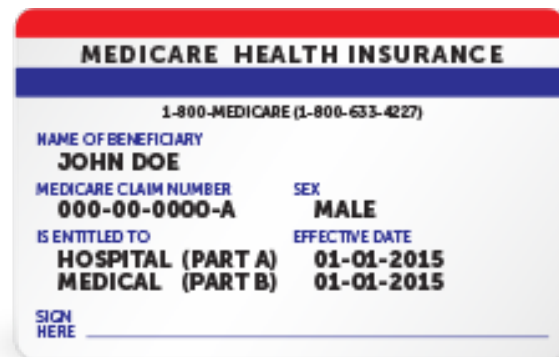 MEDICARE HEALTH INSURANCE
1-800-MEDICARE (1-800-633-4227)
NAME OF BENEFICIARY
JOHN DOE
MEDICARE CLAIM NUMBER SEX
000-00-0000-A MALE
IS ENTITLED TO EFFECTIVE DATE
HOSPITAL (PART A) 01-01-2015
MEDICAL (PART B) 01-01-2015
SIGN
HERE